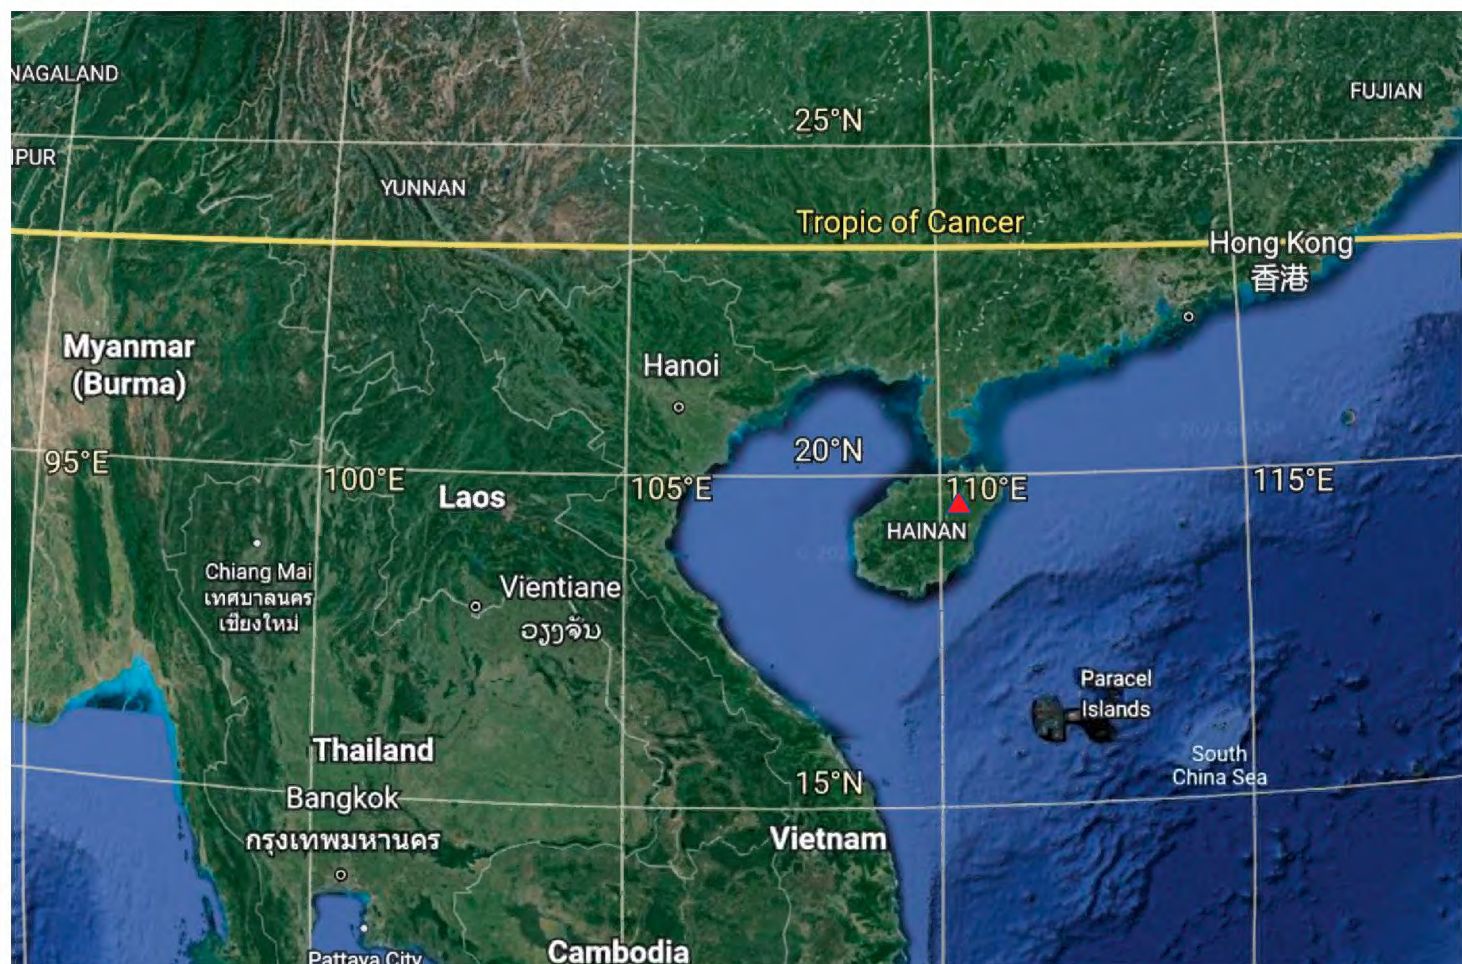 NAGALAND
FUJIAN
25°N
IPUR
YUNNAN
Tropic of Cancer
Hong Kong
香港
Myanmar
(Burma)
Hanoi
20°N
95°E
100°E
105°E
110°E
115°E
Laos
HAINAN
Chiang Mai
เทศบาลนคร
เชียงใหม่
Vientiane
ວຽງຈັນ
Paracel
Islands
South
China Sea
Thailand
15°N
Bangkok
กรุงเทพมหานคร
Vietnam
Cambodia
Pattaya City